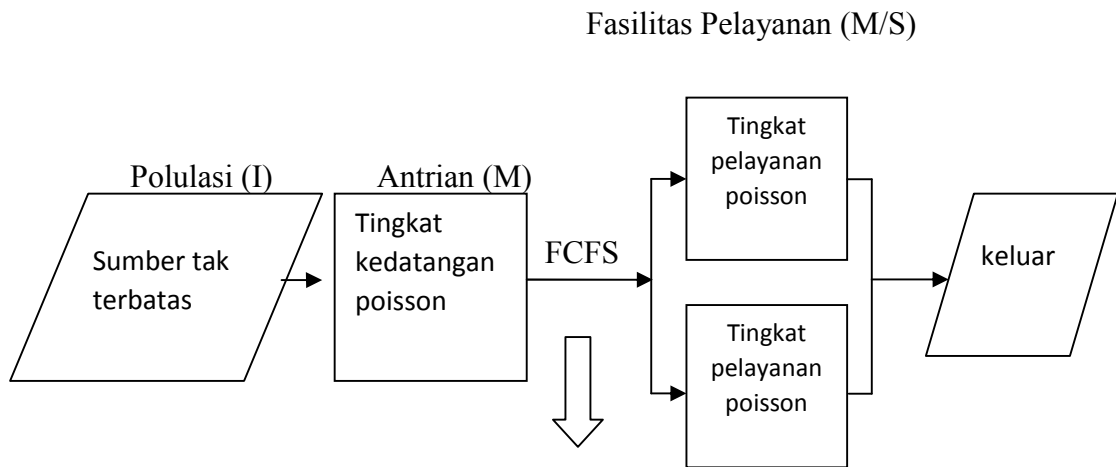 Fasilitas Pelayanan (M/S)
Polulasi (I)
Sumber tak
terbatas
Antrian (M)
Tingkat
kedatangan
poisson
FCFS
Tingkat
pelayanan
poisson
Tingkat
pelayanan
poisson
keluar